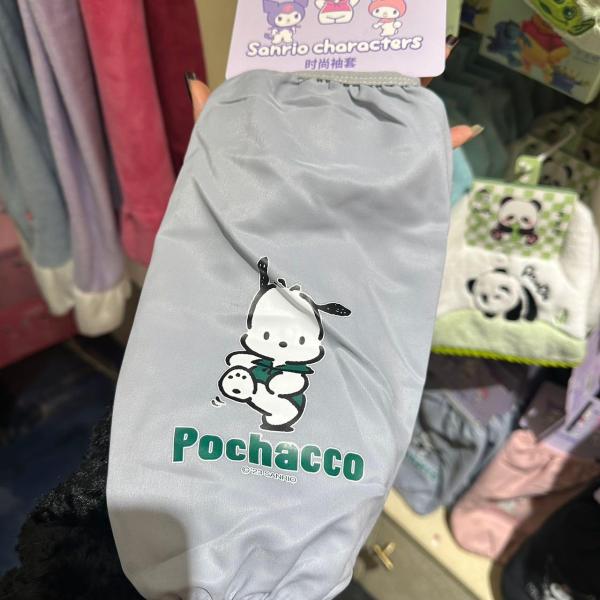 Sanrio characters
时尚袖套
Pochacco
©'23 SANRIO